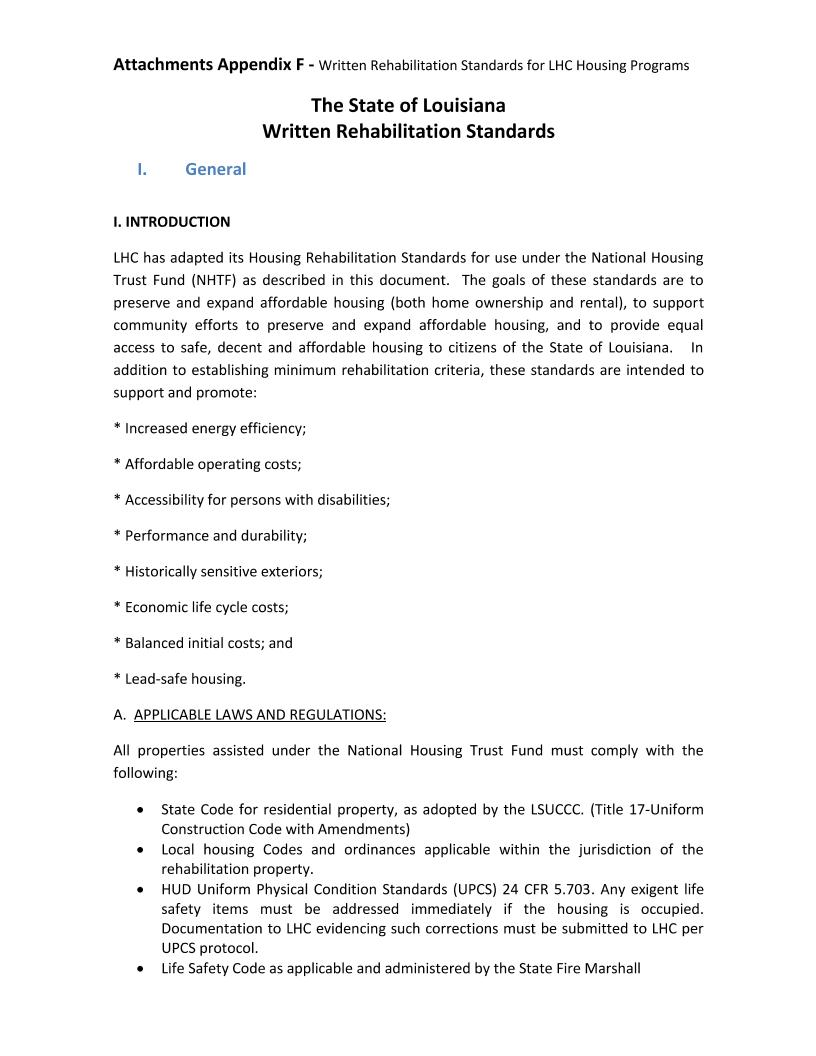 Attachments Appendix F - Written Rehabilitation Standards for LHC Housing Programs
The State of Louisiana
Written Rehabilitation Standards
I. General
I. INTRODUCTION
LHC has adapted its Housing Rehabilitation Standards for use under the National Housing
Trust Fund (NHTF) as described in this document. The goals of these standards are to
preserve and expand affordable housing (both home ownership and rental), to support
community efforts to preserve and expand affordable housing, and to provide equal
access to safe, decent and affordable housing to citizens of the State of Louisiana. In
addition to establishing minimum rehabilitation criteria, these standards are intended to
support and promote:
* Increased energy efficiency;
* Affordable operating costs;
* Accessibility for persons with disabilities;
* Performance and durability;
* Historically sensitive exteriors;
* Economic life cycle costs;
* Balanced initial costs; and
* Lead-safe housing.
A. APPLICABLE LAWS AND REGULATIONS:
All properties assisted under the National Housing Trust Fund must comply with the
following:
• State Code for residential property, as adopted by the LSUCCC. (Title 17-Uniform
Construction Code with Amendments)
• Local housing Codes and ordinances applicable within the jurisdiction of the
rehabilitation property.
• HUD Uniform Physical Condition Standards (UPCS) 24 CFR 5.703. Any exigent life
safety items must be addressed immediately if the housing is occupied.
Documentation to LHC evidencing such corrections must be submitted to LHC per
UPCS protocol.
• Life Safety Code as applicable and administered by the State Fire Marshall